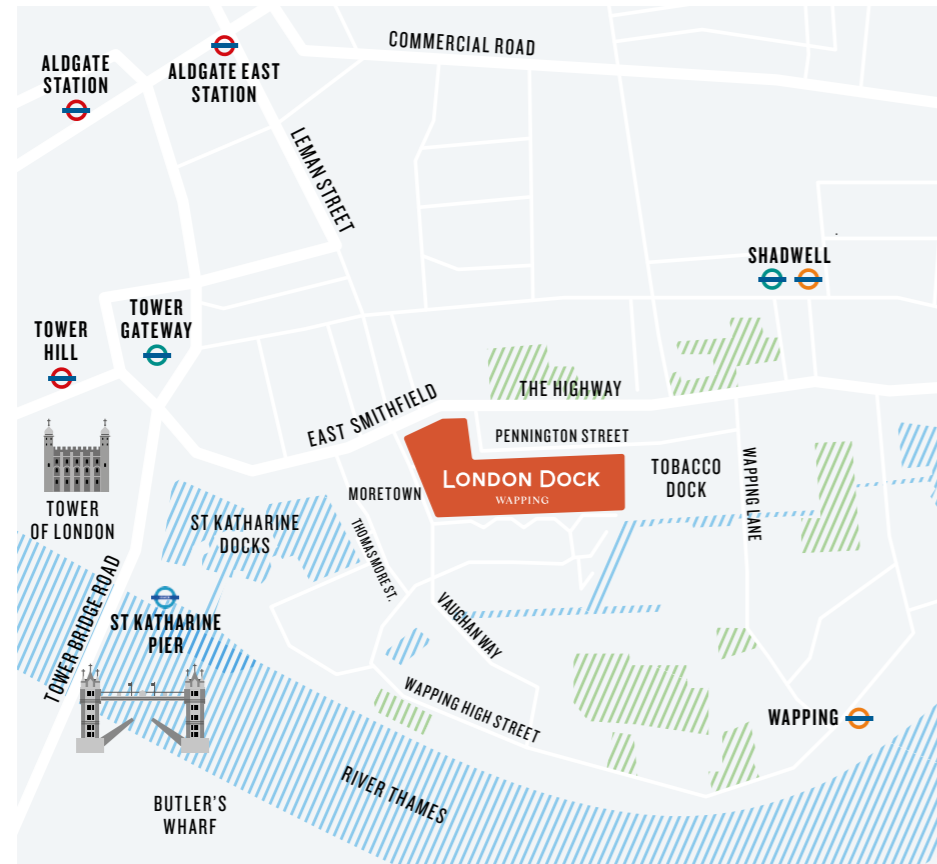 COMMERCIAL ROAD
ALDGATE
STATION
ALDGATE EAST
STATION
LEMAN STREET
SHADWELL
TOWER
GATEWAY
TOWER
HILL
THE HIGHWAY
EAST SMITHFIELD
PENNINGTON STREET
LONDON DOCK
WAPPING
TOBACCO
DOCK
WAPPING LANE
MORETOWN
TOWER
OF LONDON
ST KATHARINE
DOCKS
THOMAS MORE ST.
TOWER BRIDGE ROAD
ST KATHARINE
PIER
VAUGHAN WAY
WAPPING HIGH STREET
WAPPING
RIVER THAMES
BUTLER'S
WHARF